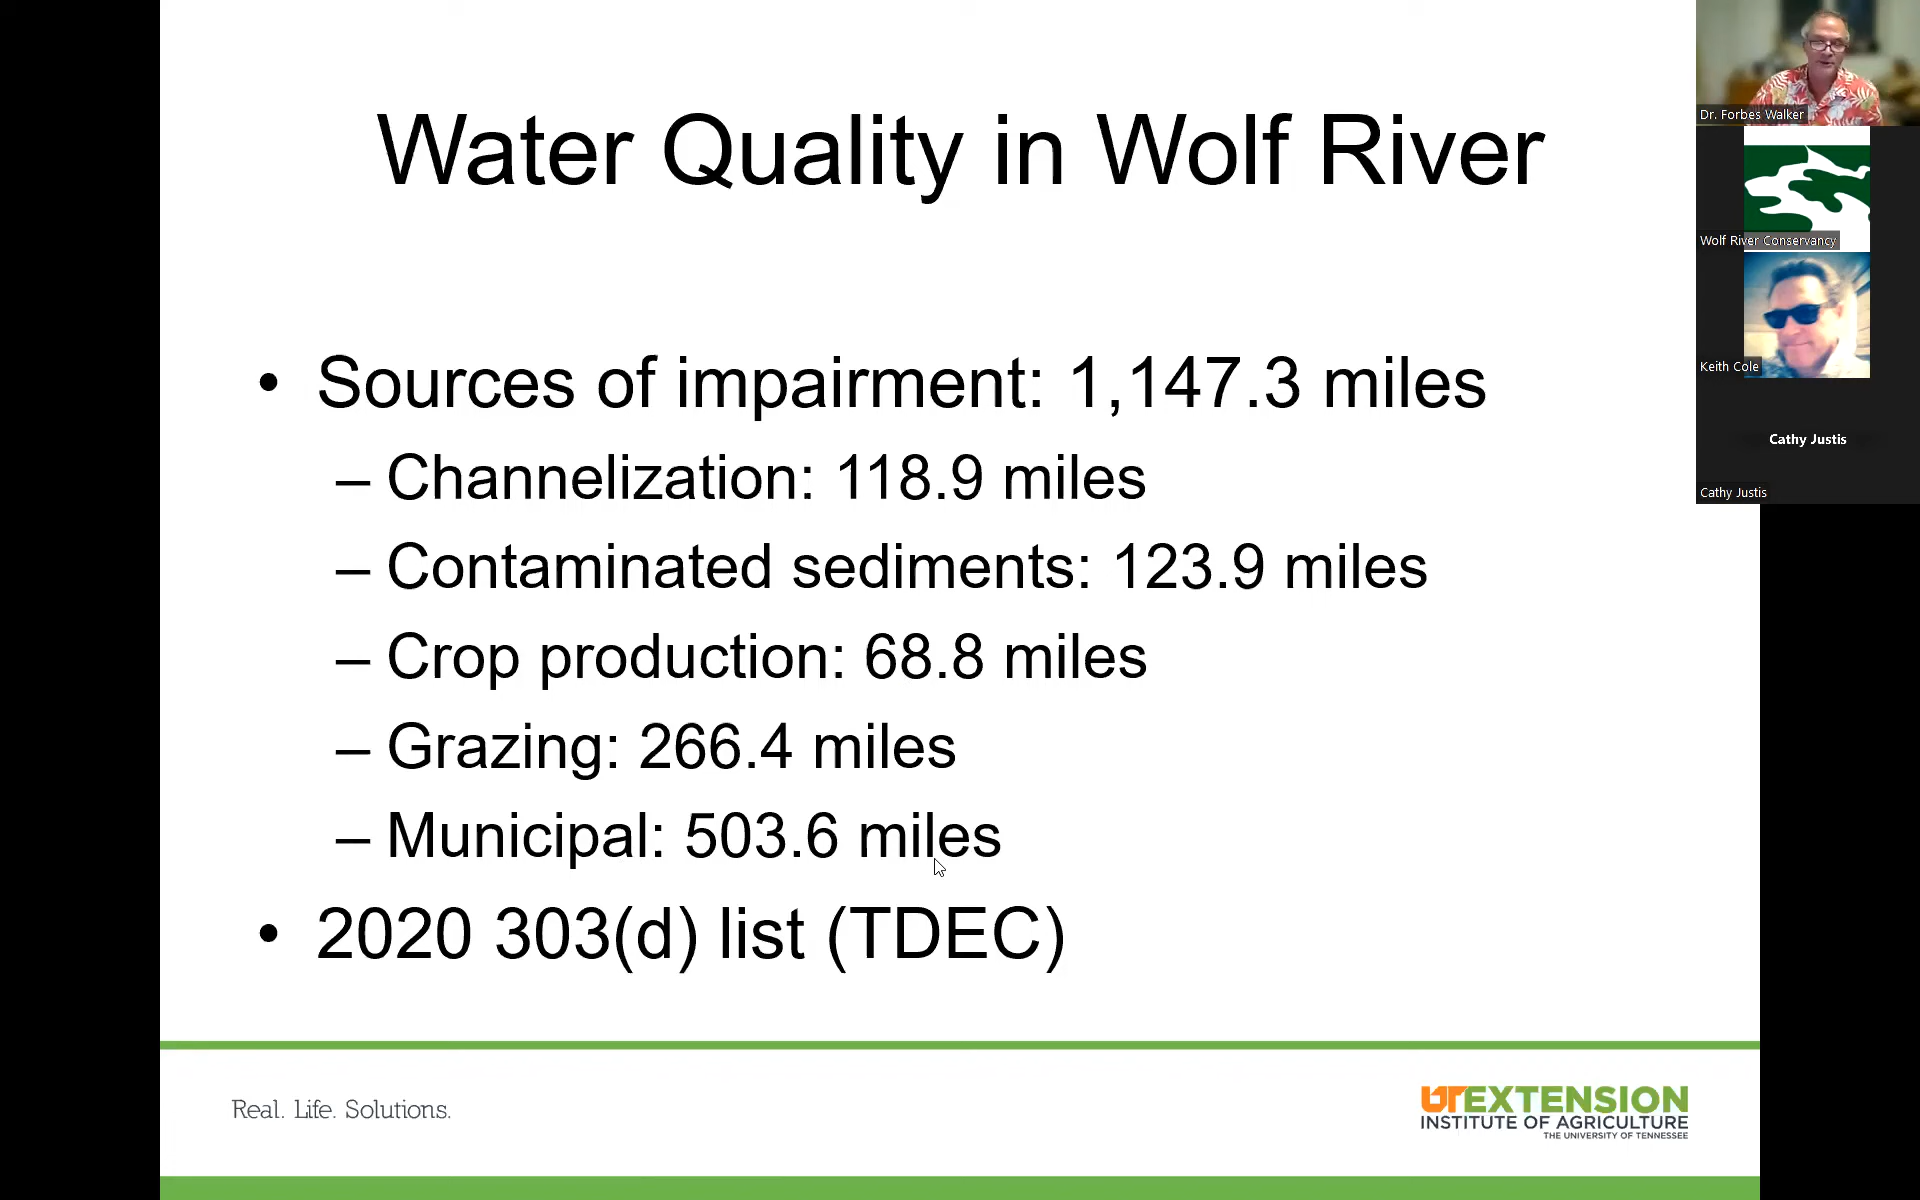 Water Quality in Wolf River
• Sources of impairment: 1,147.3 miles
– Channelization: 118.9 miles
– Contaminated sediments: 123.9 miles
– Crop production: 68.8 miles
– Grazing: 266.4 miles
– Municipal: 503.6 miles
• 2020 303(d) list (TDEC)
Real. Life. Solutions.
UTEXTENSION
INSTITUTE OF AGRICULTURE
THE UNIVERSITY OF TENNESSEE
Dr. Forbes Walker
Wolf River Conservancy
Keith Cole
Cathy Justis
Cathy Justis